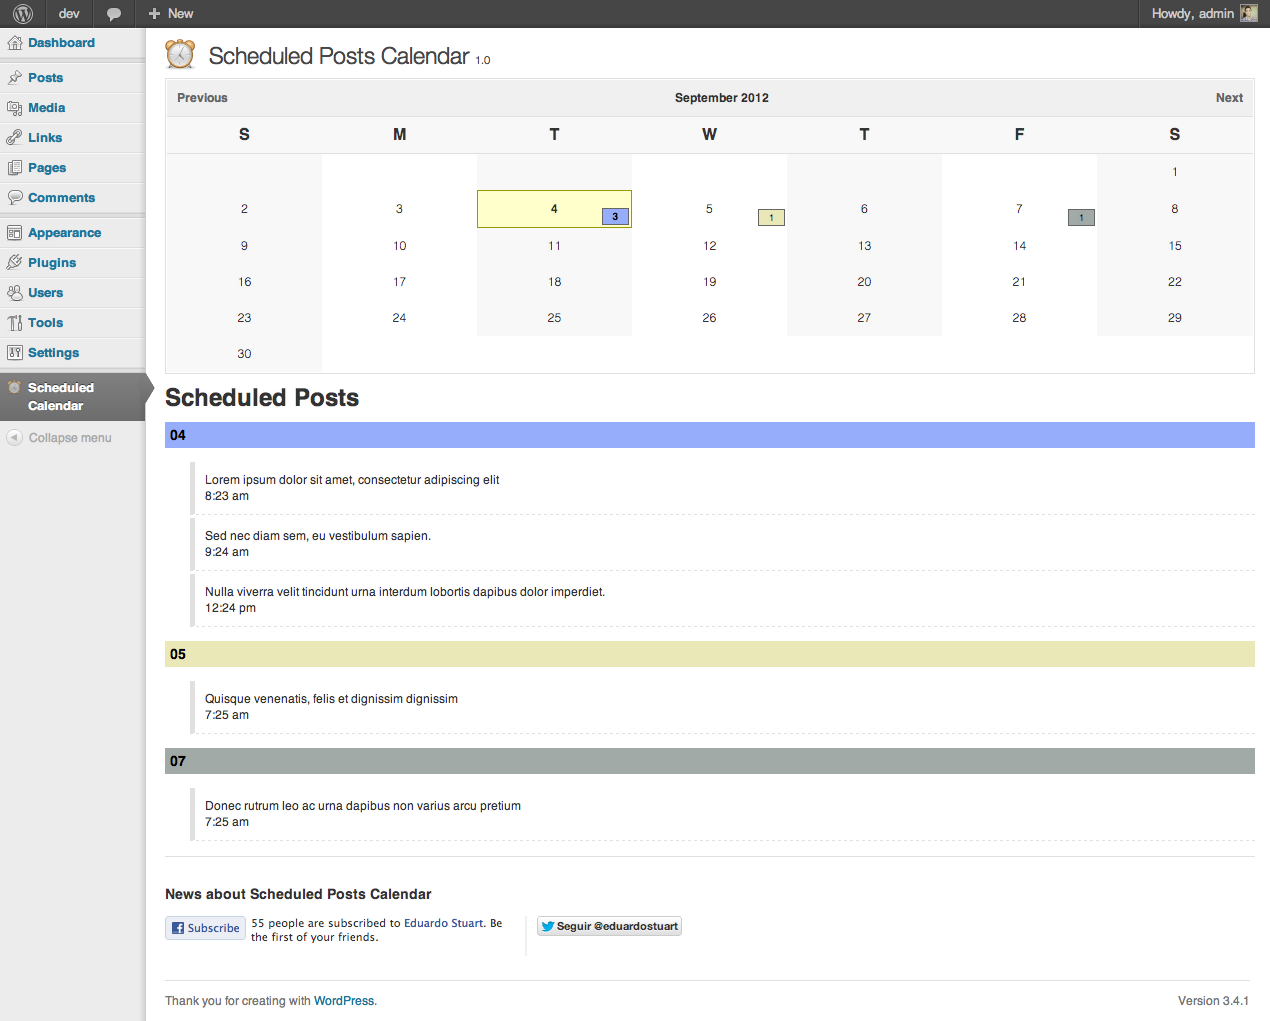 dev
New
Howdy, admin
Dashboard
Posts
Media
Links
Pages
Comments
Appearance
Plugins
Users
Tools
Settings
Scheduled
Calendar
Collapse menu
Scheduled Posts Calendar 1.0
Previous September 2012 Next
S M T W T F S
1
2 3 4 3 5 1 6 7 1 8
9 10 11 12 13 14 15
16 17 18 19 20 21 22
23 24 25 26 27 28 29
30
Scheduled Posts
04
Lorem ipsum dolor sit amet, consectetur adipiscing elit
8:23 am
Sed nec diam sem, eu vestibulum sapien.
9:24 am
Nulla viverra velit tincidunt urna interdum lobortis dapibus dolor imperdiet.
12:24 pm
05
Quisque venenatis, felis et dignissim dignissim
7:25 am
07
Donec rutrum leo ac urna dapibus non varius arcu pretium
7:25 am
News about Scheduled Posts Calendar
Subscribe
55 people are subscribed to Eduardo Stuart. Be
the first of your friends.
Seguir @eduardostuart
Thank you for creating with WordPress.
Version 3.4.1